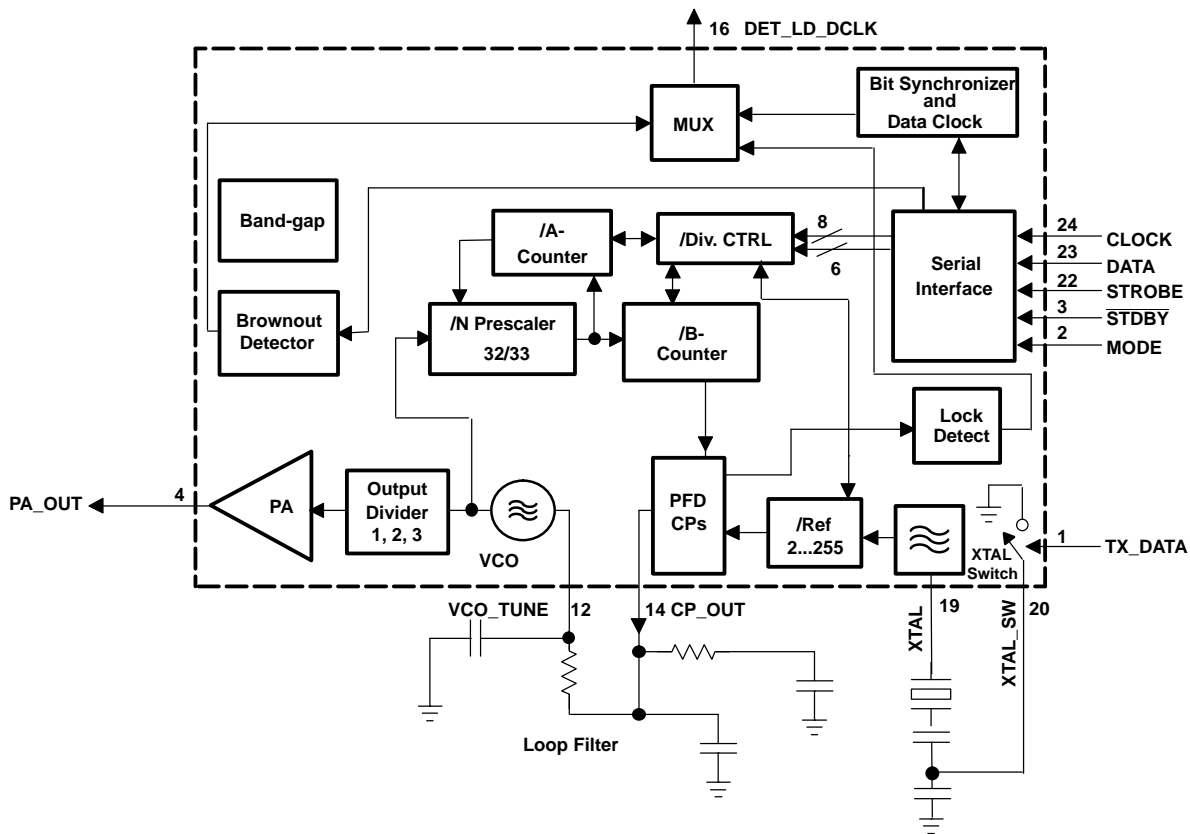 16 DET_LD_DCLK
Bit Synchronizer
and
Data Clock
MUX
Band-gap
/A-
Counter
/Div. CTRL
8
6
Serial
Interface
24
CLOCK
23
DATA
22
STROBE
3
STDBY
2
MODE
Brownout
Detector
/N Prescaler
32/33
/B-
Counter
Lock
Detect
PA_OUT
4
PA
Output
Divider
1, 2, 3
VCO
PFD
CPs
/Ref
2...255
XTAL
Switch
1
TX_DATA
VCO_TUNE
12
14 CP_OUT
XTAL
19
XTAL_SW
20
Loop Filter